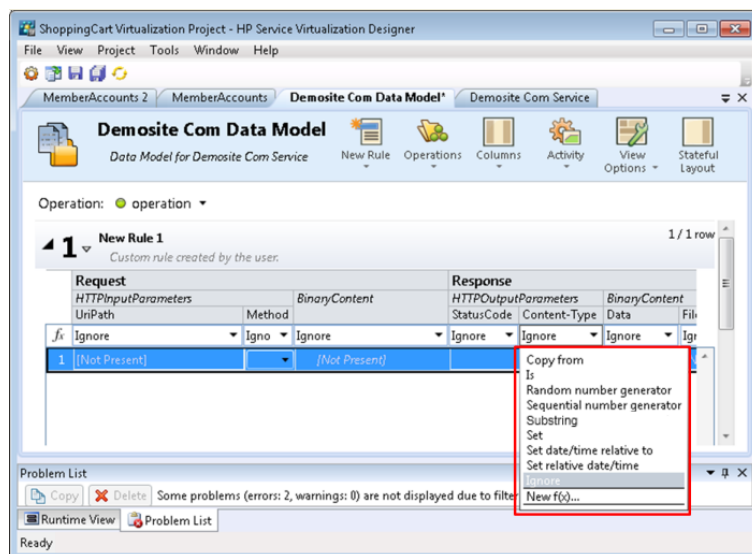 ShoppingCart Virtualization Project - HP Service Virtualization Designer
File View Project Tools Window Help
MemberAccounts 2 MemberAccounts Demosite Com Data Model* Demosite Com Service
Demosite Com Data Model
Data Model for Demosite Com Service
New Rule Operations Columns Activity View Options Stateful Layout
Operation: operation
1 New Rule 1 1 / 1 row
Custom rule created by the user.
Request Response
HTTPInputParameters BinaryContent HTTPOutputParameters BinaryContent
UriPath Method StatusCode Content-Type Data
fx Ignore Igno Ignore Ignore Ignore Ignore Igr
1 [Not Present] [Not Present]
Copy from
Is
Random number generator
Sequential number generator
Substring
Set
Set date/time relative to
Set relative date/time
Ignore
New f(x)...
Problem List
Copy Delete Some problems (errors: 2, warnings: 0) are not displayed due to filte
Runtime View Problem List
Ready